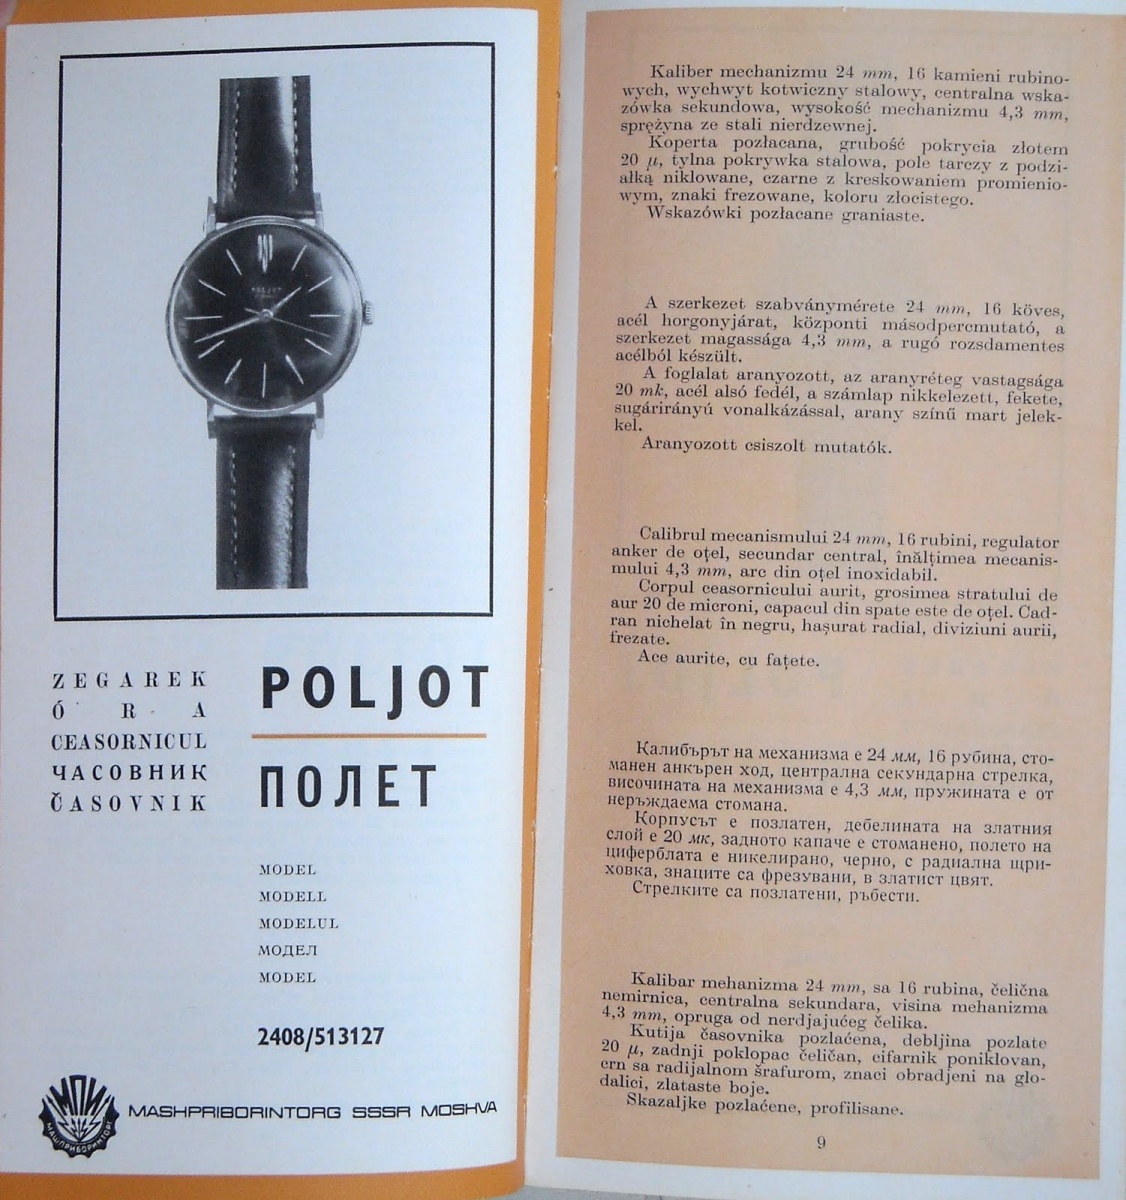 POLJOT
ZEGAREK
ÓRA
CEASORNICUL
ЧАСОВНИК
ČASOVNIK
POLJOT
ПОЛЕТ
MODEL
MODELL
MODELUL
МОДЕЛ
MODEL
2408/513127
МПИ
МАШПРИБОРИНТОРГ
MASHPRIBORINTORG SSSR MOSHVA
Kaliber mechanizmu 24 mm, 16 kamieni rubino-
wych, wychwyt kotwiczny stalowy, centralna wska-
zówka sekundowa, wysokość mechanizmu 4,3 mm,
sprężyna ze stali nierdzewnej.
Koperta pozłacana, grubość pokrycia złotem
20 μ, tylna pokrywka stalowa, pole tarczy z podzi-
ałką niklowane, czarne z kreskowaniem promienio-
wym, znaki frezowane, koloru złocistego.
Wskazówki pozłacane graniaste.
A szerkezet szabványmérete 24 mm, 16 köves,
acél horgonyjárat, központi másodpercmutató, a
szerkezet magassága 4,3 mm, a rugó rozsdamentes
acélból készült.
A foglalat aranyozott, az aranyréteg vastagsága
20 mk, acél alsó fedél, a számlap nikkelezett, fekete,
sugárirányú vonalkázással, arany színű mart jelek-
kel.
Aranyozott csiszolt mutatók.
Calibrul mecanismului 24 mm, 16 rubini, regulator
anker de oțel, secundar central, înălțimea mecanis-
mului 4,3 mm, arc din oțel inoxidabil.
Corpul ceasornicului aurit, grosimea stratului de
aur 20 de microni, capacul din spate este de oțel. Cad-
ran nichelat în negru, hașurat radial, diviziuni aurii,
frezate.
Ace aurite, cu fațete.
Калибърът на механизма е 24 мм, 16 рубина, сто-
манен анкърен ход, централна секундарна стрелка,
височината на механизма е 4,3 мм, пружината е от
неръждаема стомана.
Корпусът е позлатен, дебелината на златния
слой е 20 мк, задното капаче е стоманено, полето на
циферблата е никелирано, черно, с радиална щри-
ховка, знаците са фрезувани, в златист цвят.
Стрелките са позлатени, ръбести.
Kalibar mehanizma 24 mm, sa 16 rubina, čelična
nemirnica, centralna sekundara, visina mehanizma
4,3 mm, opruga od nerdjajućeg čelika.
Kutija časovnika pozlaćena, debljina pozlate
20 μ, zadnji poklopac čeličan, cifarnik poniklovan,
crn sa radijalnom šrafurom, znaci obradjeni na glo-
dalici, zlataste boje.
Skazaljke pozlaćene, profilisane.
9